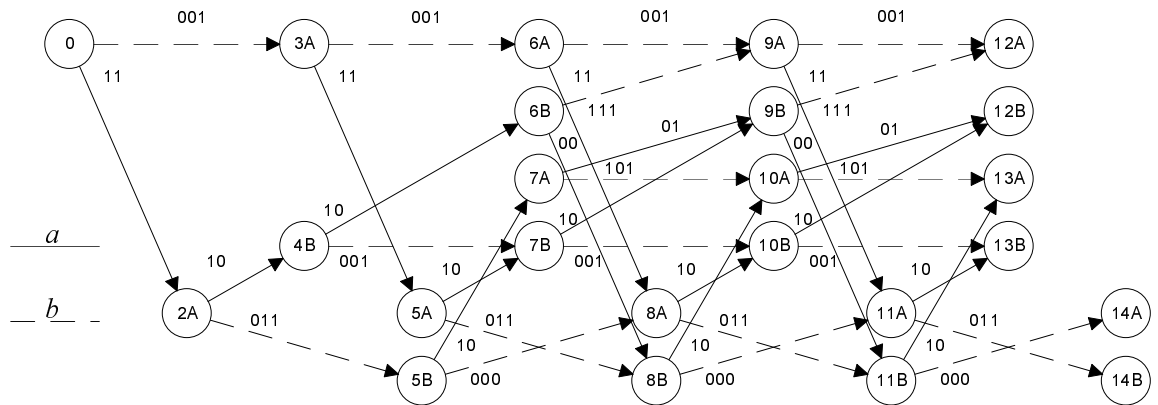 001 001 001 001
0 3A 6A 9A 12A
11 11 11 11
6B 111 9B 111 12B
01 01
00 00
7A 101 10A 101 13A
10 10 10
a 4B 7B 10B 13B
10 001 10 001 10 001 10
b 2A 5A 8A 11A 14A
011 011 011
10 10 10
5B 000 8B 000 11B 000 14B